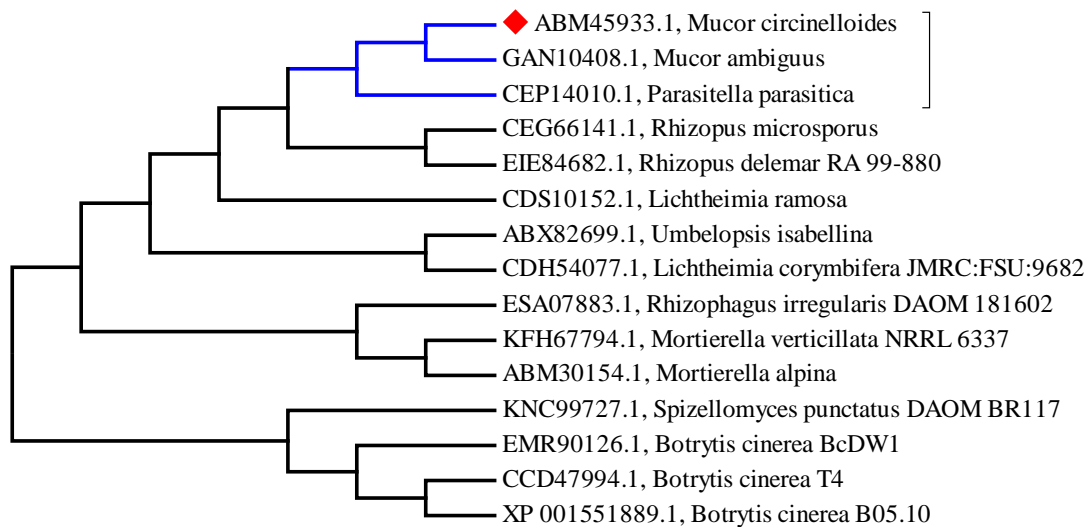 ABM45933.1, Mucor circinelloides
GAN10408.1, Mucor ambiguus
CEP14010.1, Parasitella parasitica
CEG66141.1, Rhizopus microsporus
EIE84682.1, Rhizopus delemar RA 99-880
CDS10152.1, Lichtheimia ramosa
ABX82699.1, Umbelopsis isabellina
CDH54077.1, Lichtheimia corymbifera JMRC:FSU:9682
ESA07883.1, Rhizophagus irregularis DAOM 181602
KFH67794.1, Mortierella verticillata NRRL 6337
ABM30154.1, Mortierella alpina
KNC99727.1, Spizellomyces punctatus DAOM BR117
EMR90126.1, Botrytis cinerea BcDW1
CCD47994.1, Botrytis cinerea T4
XP 001551889.1, Botrytis cinerea B05.10